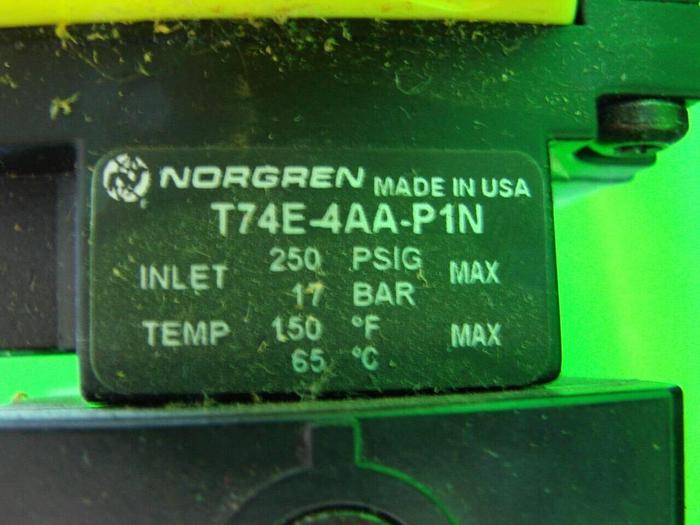 NORGREN MADE IN USA
T74E-4AA-P1N
INLET 250 PSIG MAX
17 BAR
TEMP 150 °F MAX
65 °C